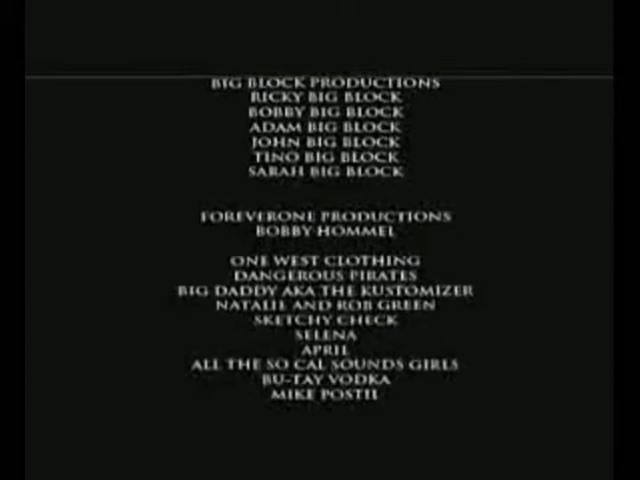 BIG BLOCK PRODUCTIONS
RICKY BIG BLOCK
BOBBY BIG BLOCK
ADAM BIG BLOCK
JOHN BIG BLOCK
TINO BIG BLOCK
SARAH BIG BLOCK
FOREVERONE PRODUCTIONS
BOBBY HOMMEL
ONE WEST CLOTHING
DANGEROUS PIRATES
BIG DADDY AKA THE KUSTOMIZER
NATALIE AND ROB GREEN
SKETCHY CHECK
SELENA
APRIL
ALL THE SO CAL SOUNDS GIRLS
BU-TAY VODKA
MIKE